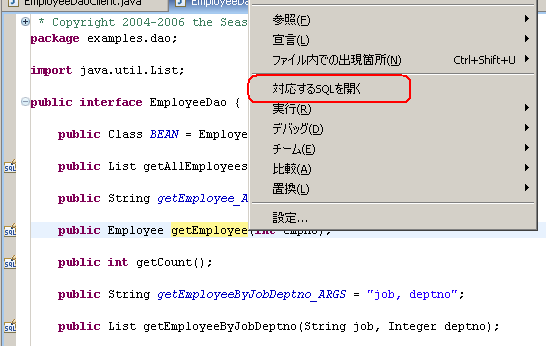 EmployeeDaoClient.java
* Copyright 2004-2006 the Seas
package examples.dao;
import java.util.List;
public interface EmployeeDao {
public Class BEAN = Employe
public List getAllEmployees
public String getEmployee_A
public Employee getEmployee(int empno);
public int getCount();
public String getEmployeeByJobDeptno_ARGS = "job, deptno";
public List getEmployeeByJobDeptno(String job, Integer deptno);
参照(F)
宣言(L)
ファイル内での出現箇所(N) Ctrl+Shift+U
対応するSQLを開く
実行(R)
デバッグ(D)
チーム(E)
比較(A)
置換(L)
設定...
SQL
SQL
SQL
SQL